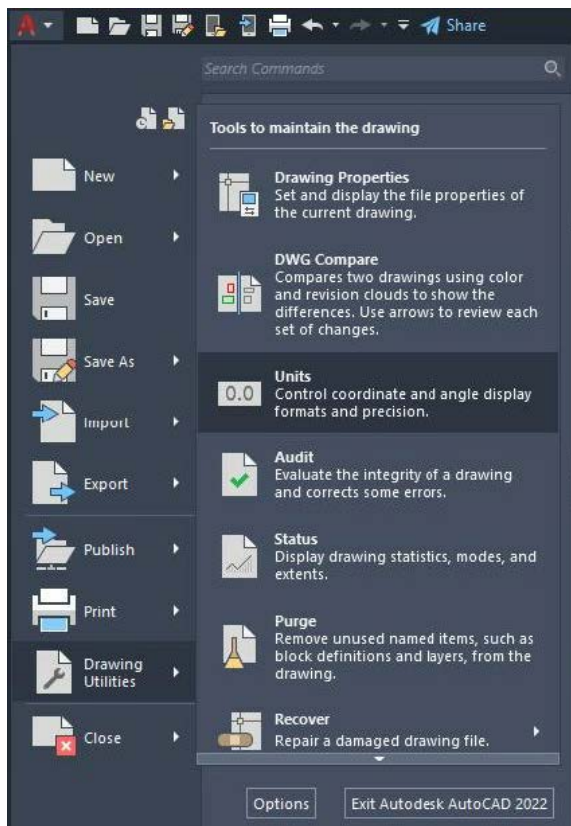 Share
Search Commands
Tools to maintain the drawing
New
Open
Save
Save As
Import
Export
Publish
Print
Drawing
Utilities
Close
Drawing Properties
Set and display the file properties of
the current drawing.
DWG Compare
Compares two drawings using color
and revision clouds to show the
differences. Use arrows to review each
set of changes.
0.0
Units
Control coordinate and angle display
formats and precision.
Audit
Evaluate the integrity of a drawing
and corrects some errors.
Status
Display drawing statistics, modes, and
extents.
Purge
Remove unused named items, such as
block definitions and layers, from the
drawing.
Recover
Repair a damaged drawing file.
Options
Exit Autodesk AutoCAD 2022